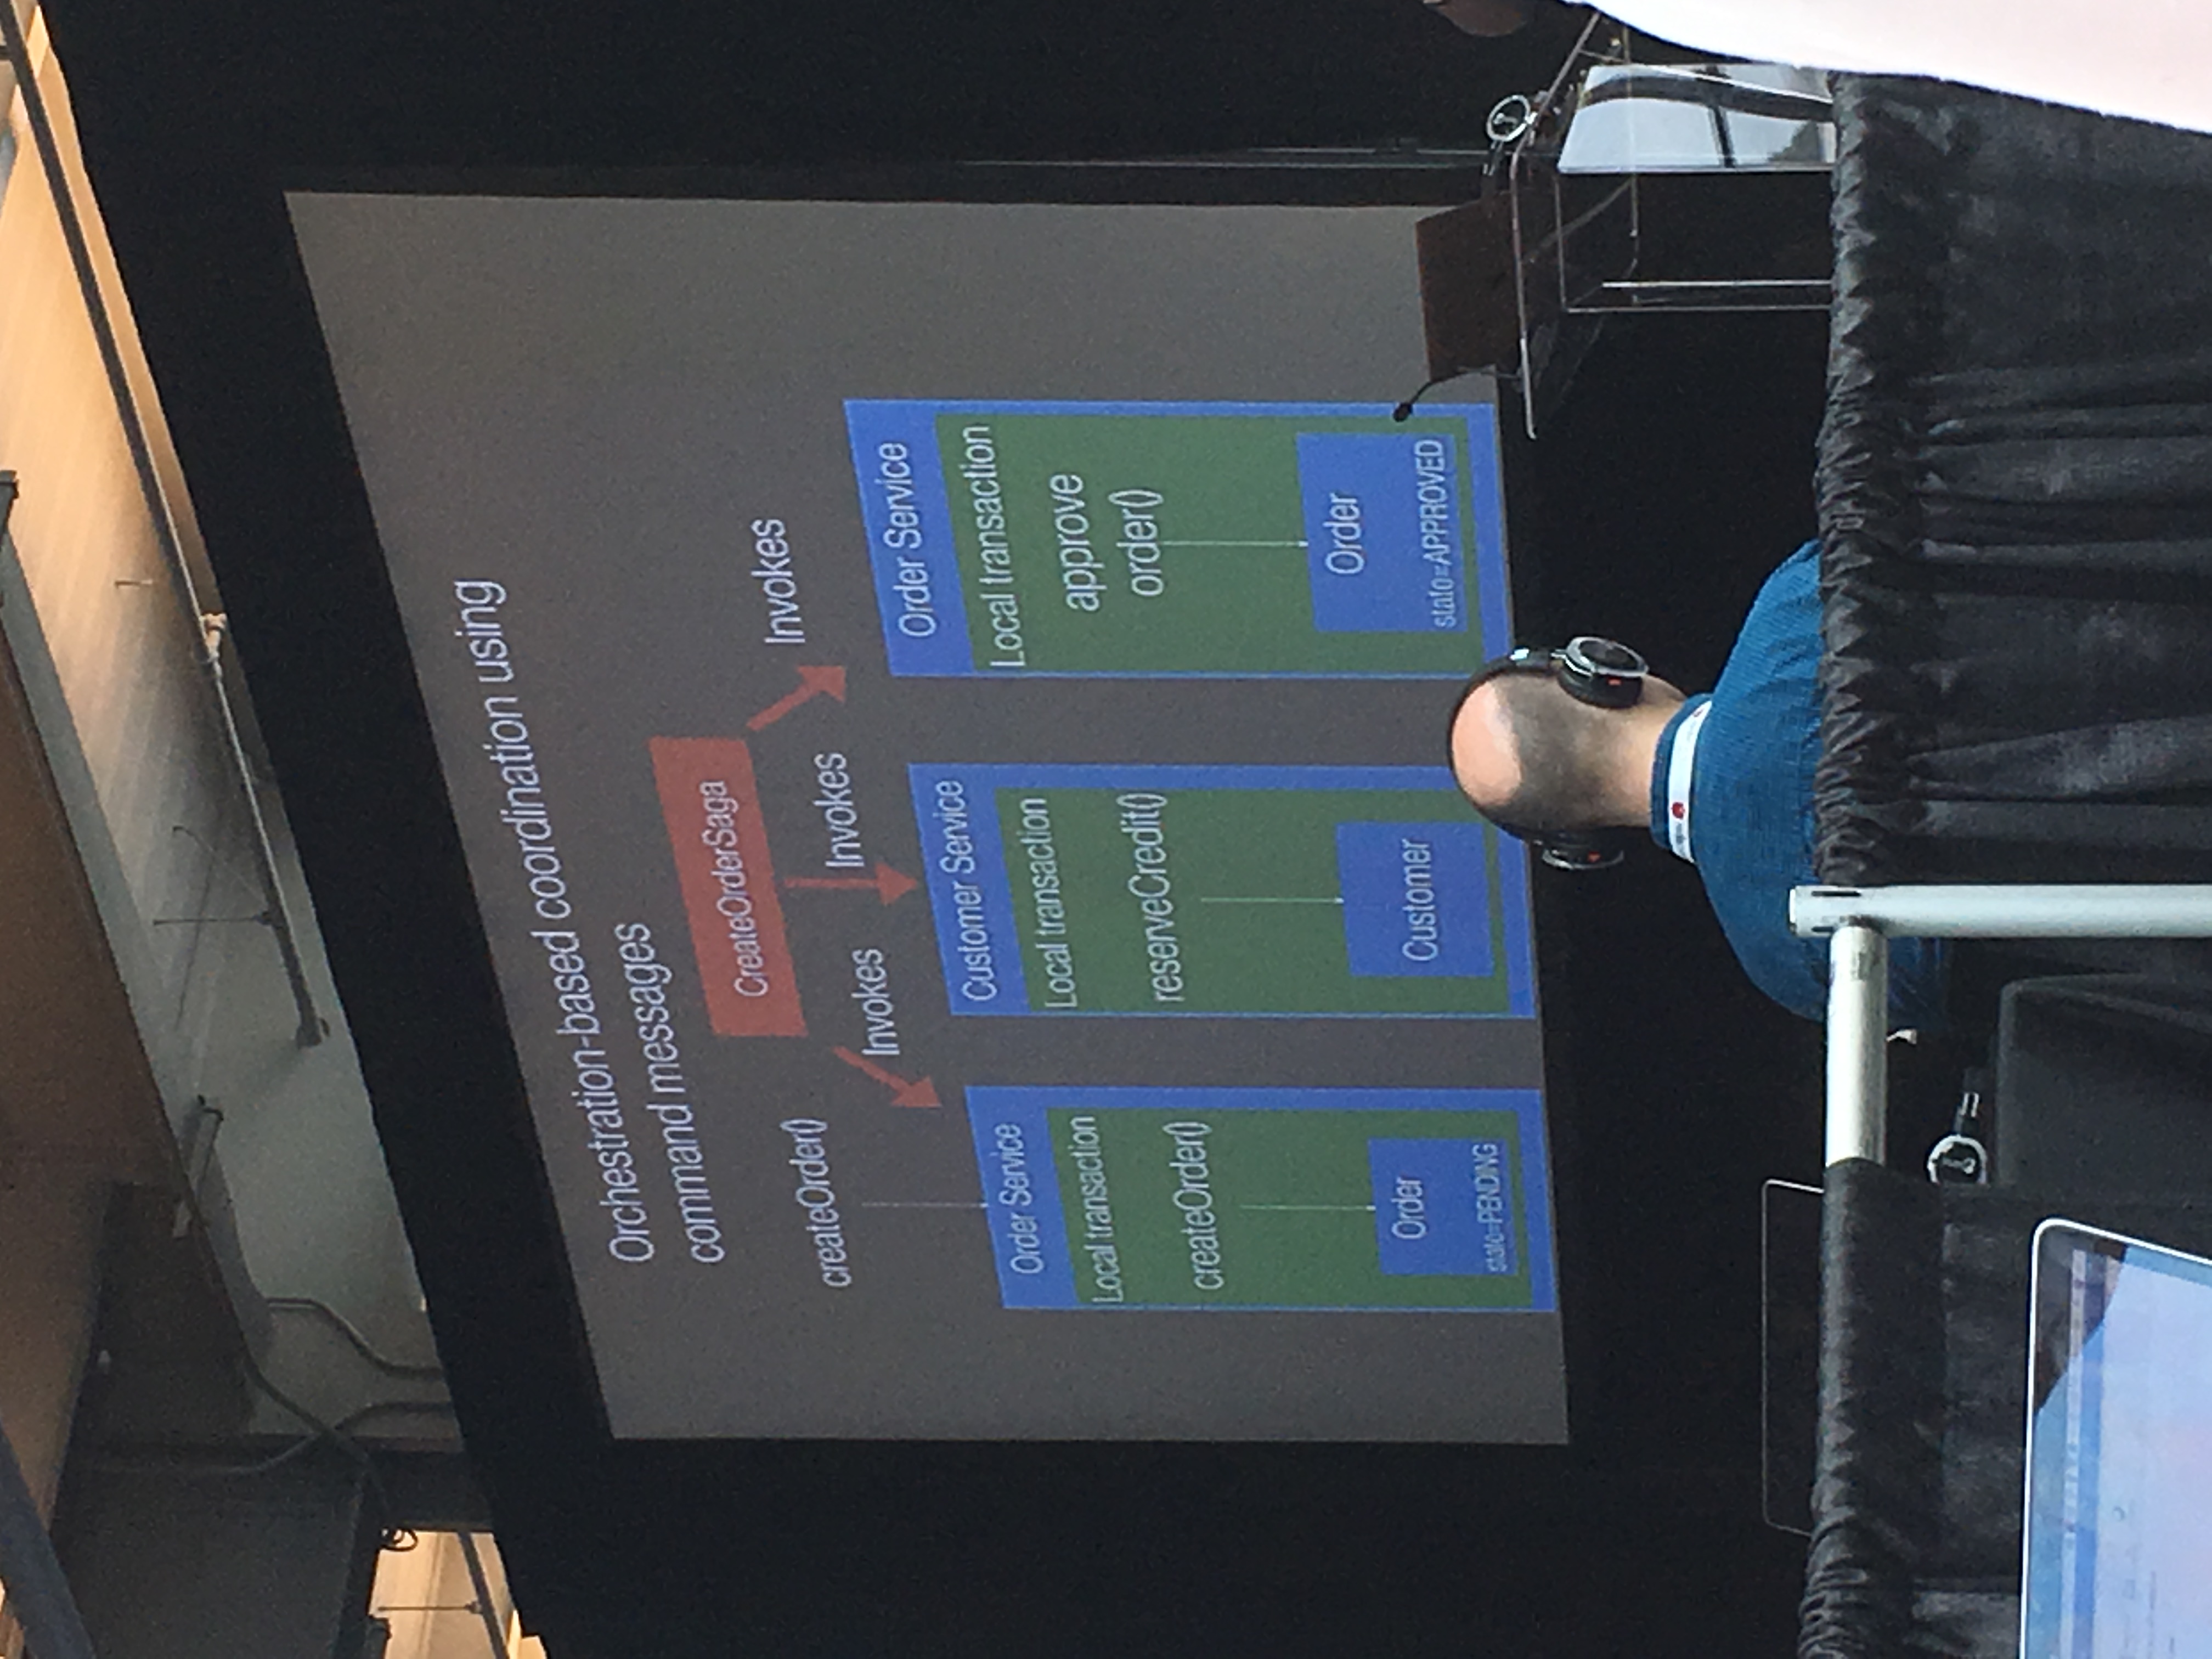 Orchestration-based coordination using
command messages
CreateOrderSaga
createOrder()
Invokes
Invokes
Invokes
Order Service
Local transaction
createOrder()
Order
state=PENDING
Customer Service
Local transaction
reserveCredit()
Customer
Order Service
Local transaction
approve
order()
Order
state=APPROVED